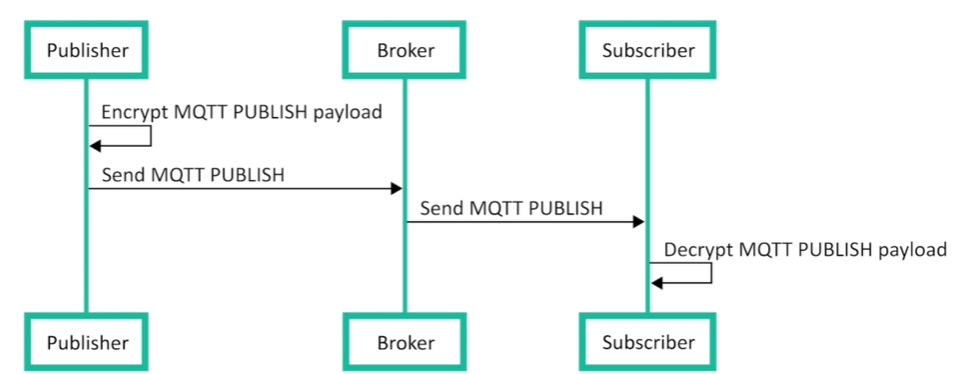 Publisher
Broker
Subscriber
Encrypt MQTT PUBLISH payload
Send MQTT PUBLISH
Send MQTT PUBLISH
Decrypt MQTT PUBLISH payload
Publisher
Broker
Subscriber